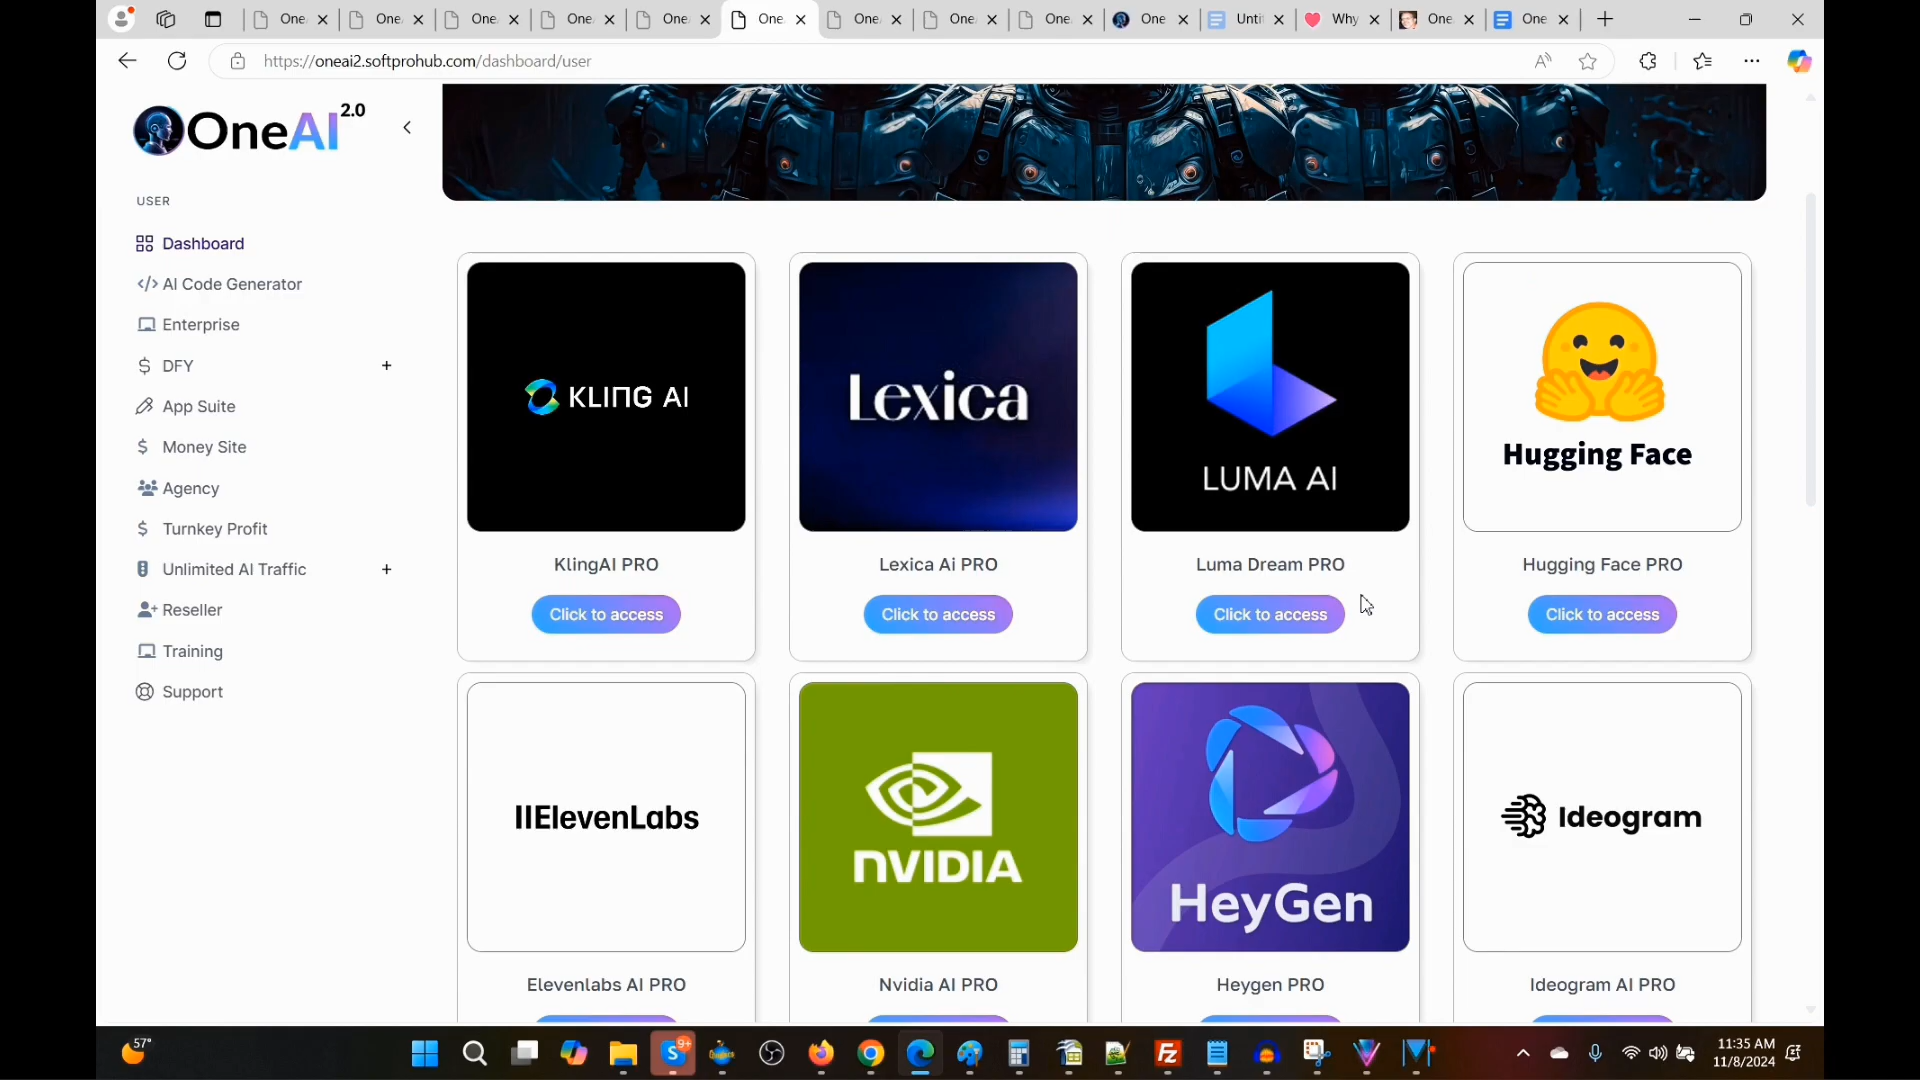 One
One
One
One
One
One
One
One
One
One
Unti
Why
One
One
https://oneai2.softprohub.com/dashboard/user
OneAI 2.0
USER
Dashboard
AI Code Generator
Enterprise
DFY +
App Suite
Money Site
Agency
Turnkey Profit
Unlimited AI Traffic +
Reseller
Training
Support
KLING AI
Lexica
LUMA AI
Hugging Face
KlingAI PRO
Lexica Ai PRO
Luma Dream PRO
Hugging Face PRO
Click to access
Click to access
Click to access
Click to access
IIElevenLabs
NVIDIA
HeyGen
Ideogram
Elevenlabs AI PRO
Nvidia AI PRO
Heygen PRO
Ideogram AI PRO
57°
9+
11:35 AM
11/8/2024